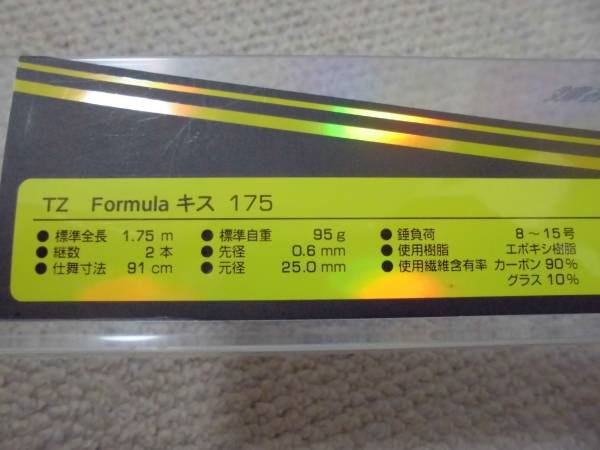 TZ Formula キス 175
● 標準全長 1.75 m ● 標準自重 95 g ● 錘負荷 8～15号
● 継数 2 本 ● 先径 0.6 mm ● 使用樹脂 エポキシ樹脂
● 仕舞寸法 91 cm ● 元径 25.0 mm ● 使用繊維含有率 カーボン 90%
グラス 10%